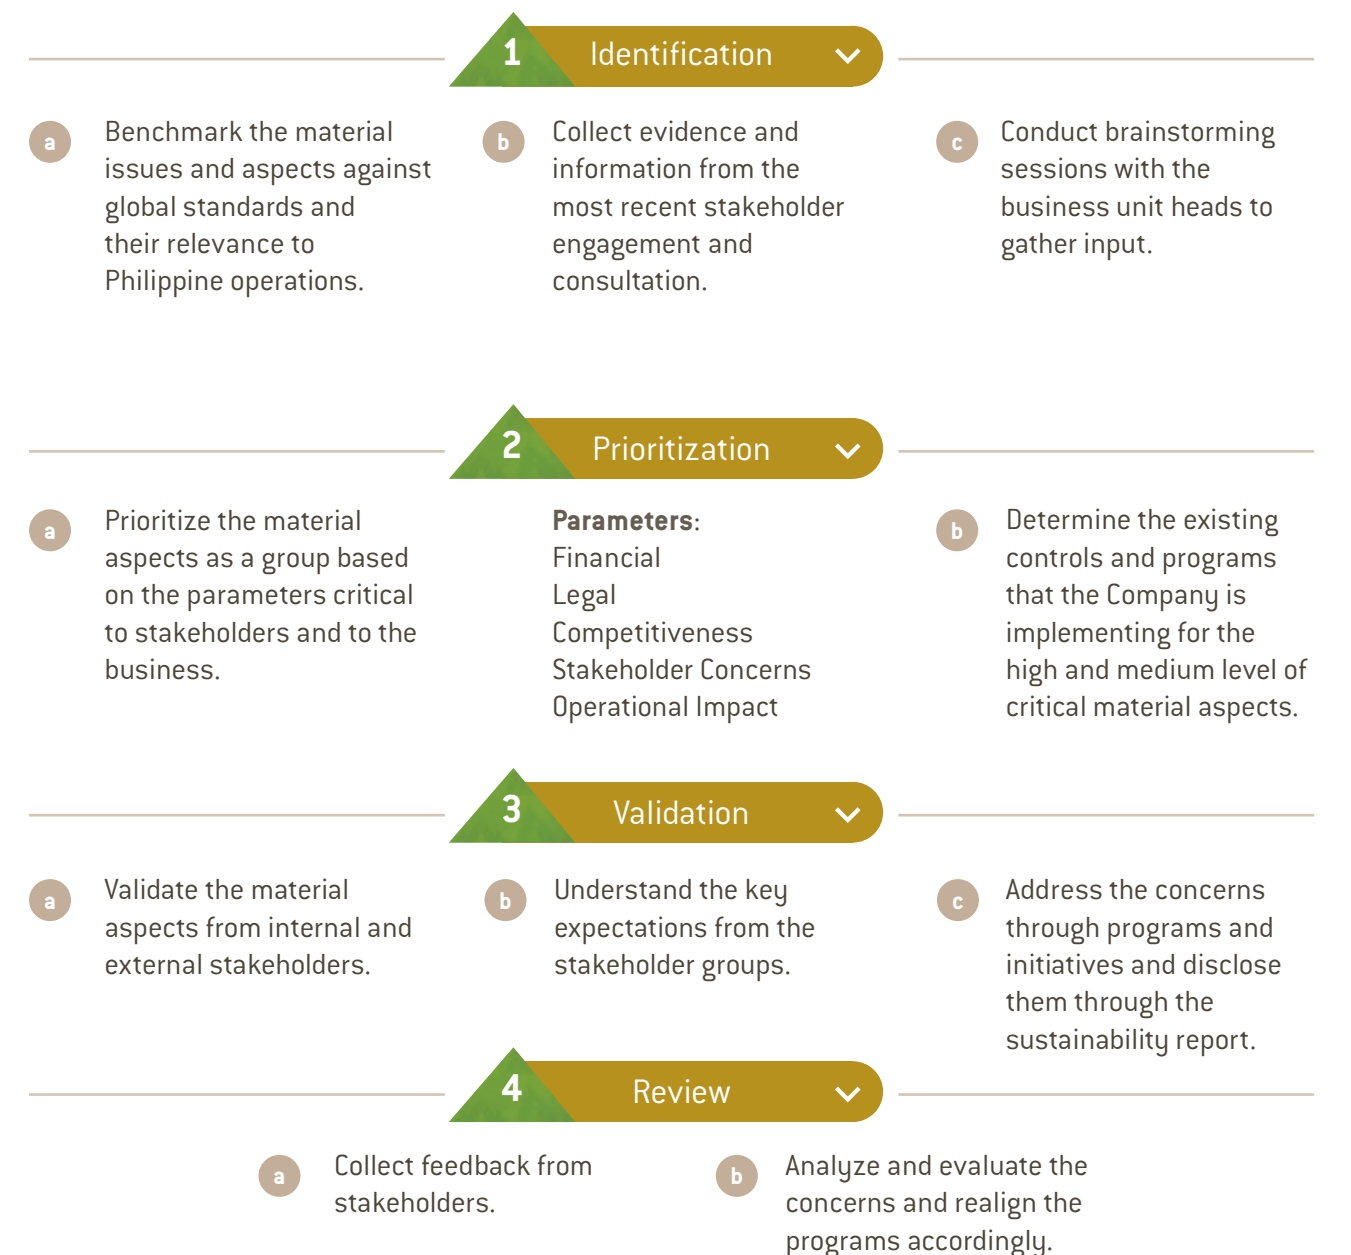 1 Identification
a
Benchmark the material
issues and aspects against
global standards and
their relevance to
Philippine operations.
b
Collect evidence and
information from the
most recent stakeholder
engagement and
consultation.
c
Conduct brainstorming
sessions with the
business unit heads to
gather input.
2 Prioritization
a
Prioritize the material
aspects as a group based
on the parameters critical
to stakeholders and to the
business.
Parameters:
Financial
Legal
Competitiveness
Stakeholder Concerns
Operational Impact
b
Determine the existing
controls and programs
that the Company is
implementing for the
high and medium level of
critical material aspects.
3 Validation
a
Validate the material
aspects from internal and
external stakeholders.
b
Understand the key
expectations from the
stakeholder groups.
c
Address the concerns
through programs and
initiatives and disclose
them through the
sustainability report.
4 Review
a
Collect feedback from
stakeholders.
b
Analyze and evaluate the
concerns and realign the
programs accordingly.